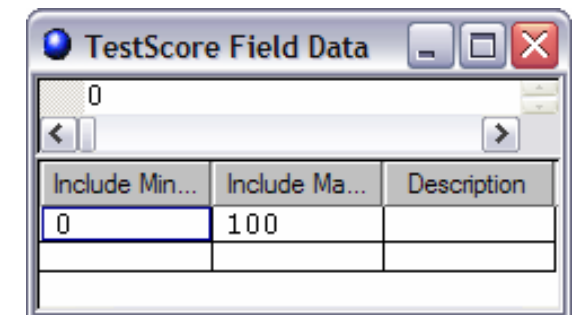 TestScore Field Data
0
Include Min... Include Ma... Description
0 100